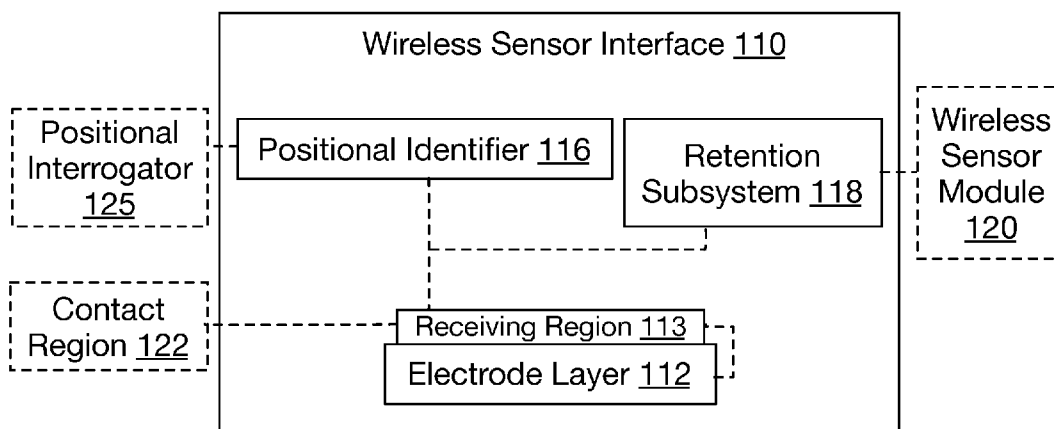 Wireless Sensor Interface 110
Positional
Interrogator
125
Positional Identifier 116
Retention
Subsystem 118
Wireless
Sensor
Module
120
Contact
Region 122
Receiving Region 113
Electrode Layer 112